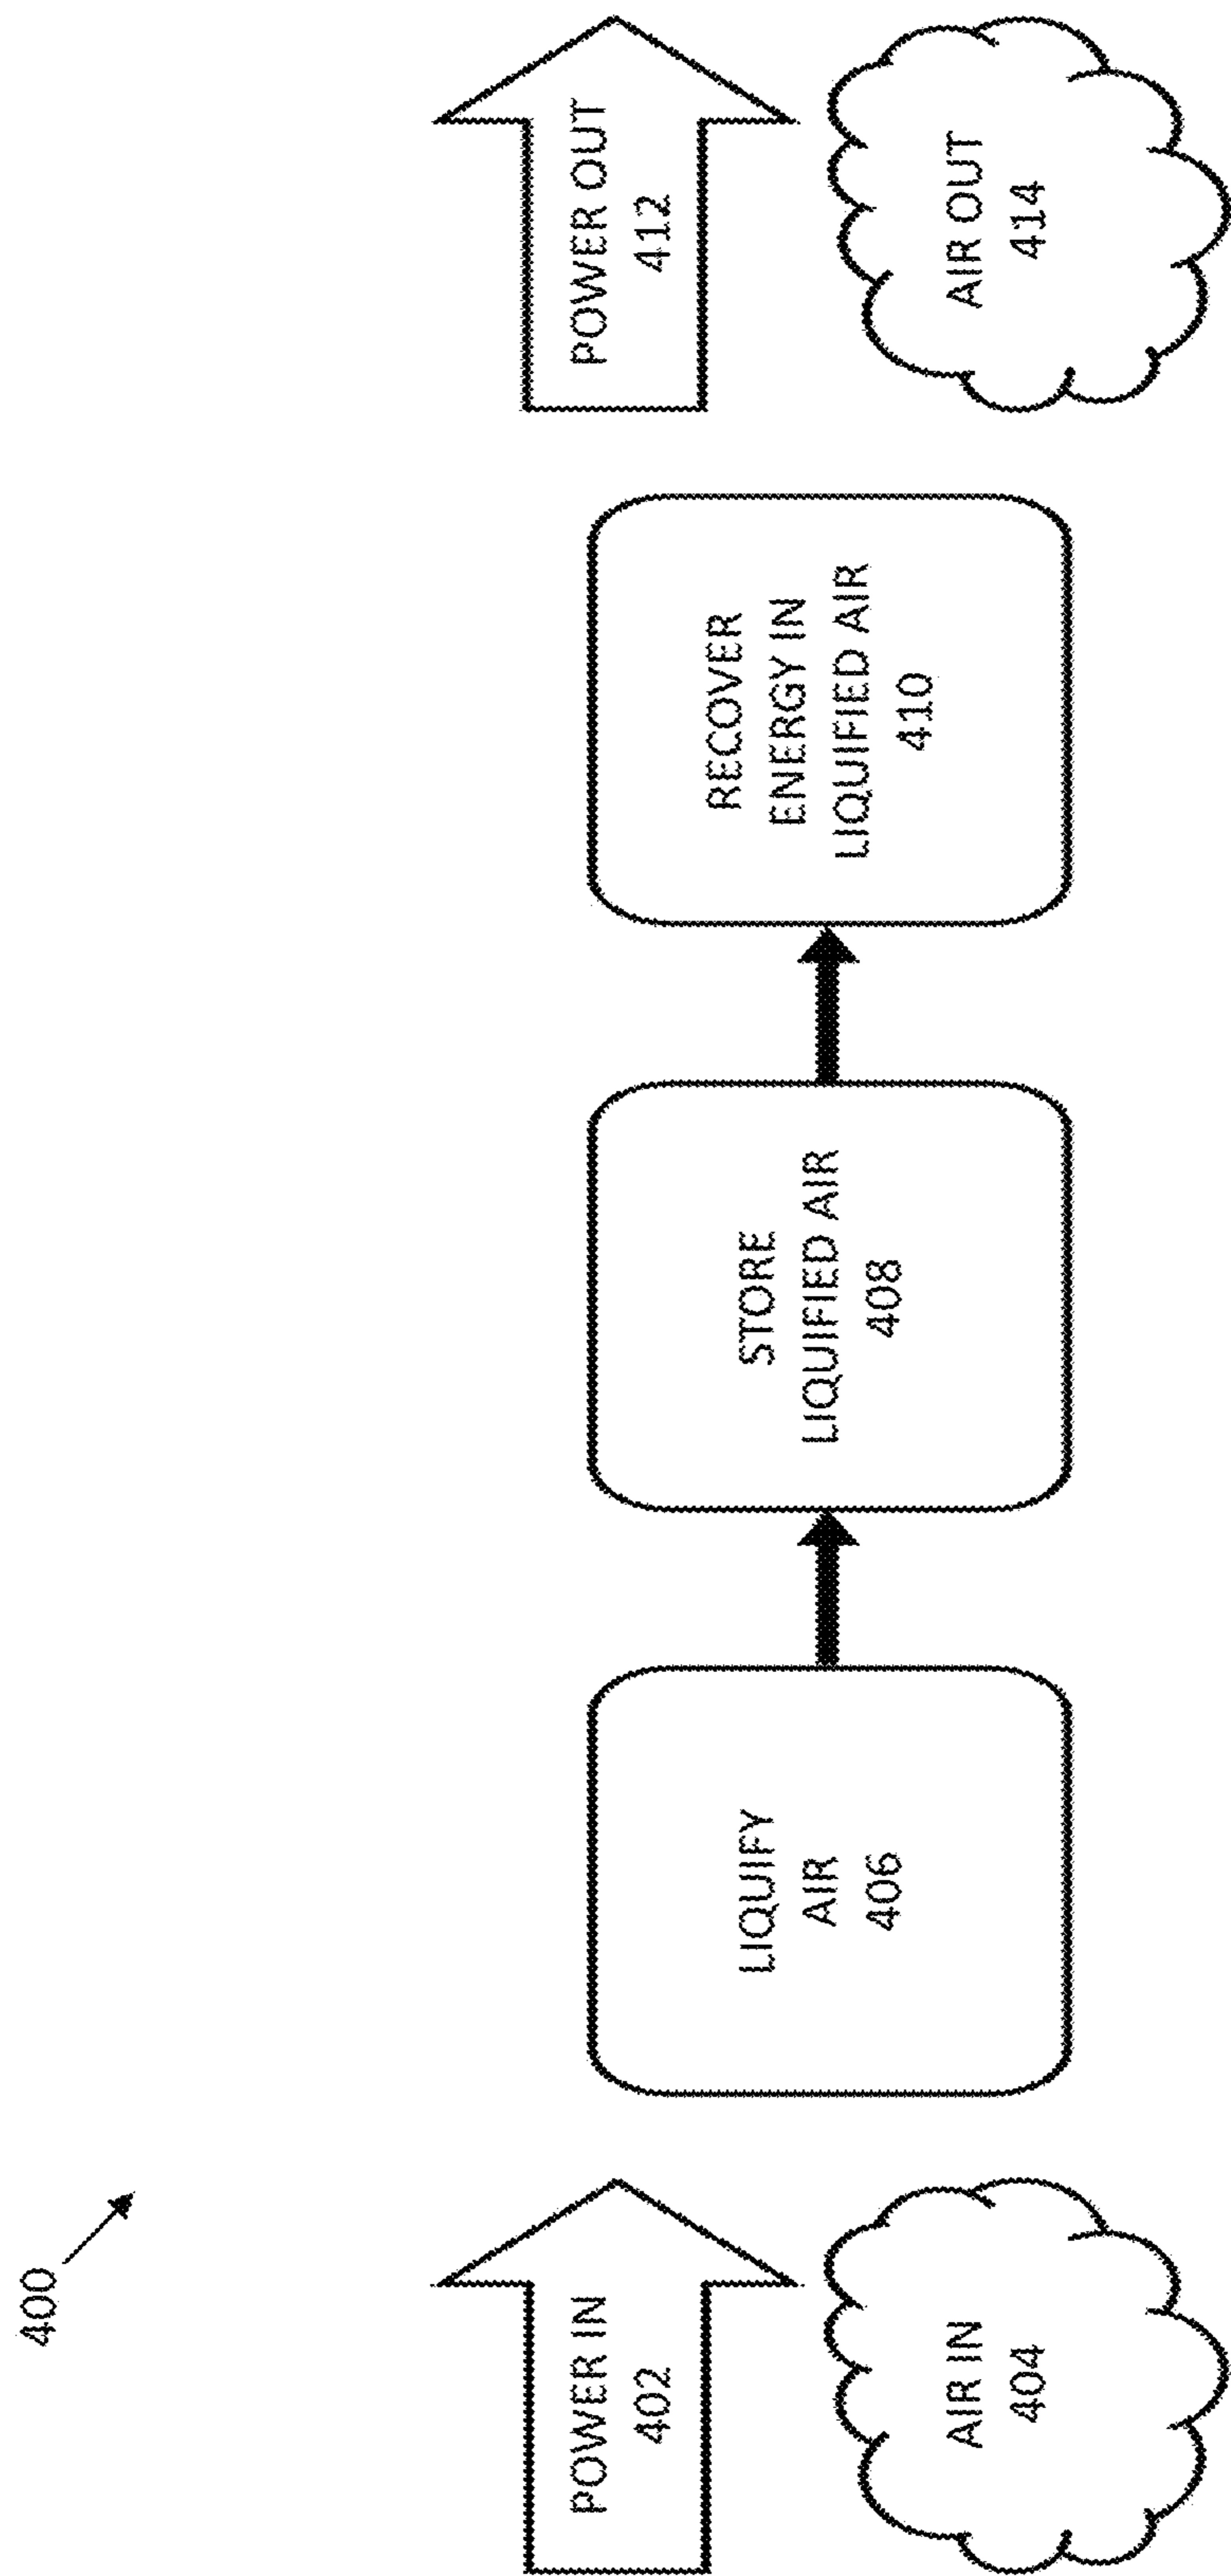 400
POWER IN
402
AIR IN
404
LIQUIFY
AIR
406
STORE
LIQUIFIED AIR
408
RECOVER
ENERGY IN
LIQUIFIED AIR
410
POWER OUT
412
AIR OUT
414